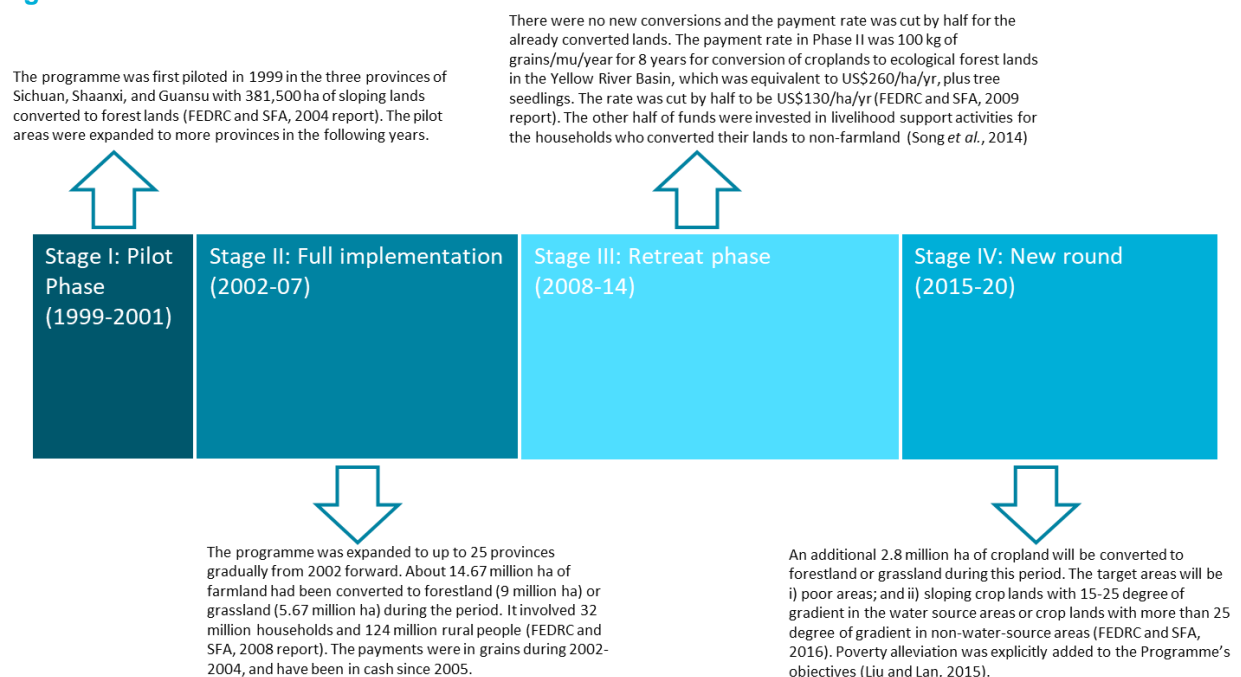 There were no new conversions and the payment rate was cut by half for the
already converted lands. The payment rate in Phase II was 100 kg of
grains/mu/year for 8 years for conversion of croplands to ecological forest lands
in the Yellow River Basin, which was equivalent to US$260/ha/yr, plus tree
seedlings. The rate was cut by half to be US$130/ha/yr (FEDRC and SFA, 2009
report). The other half of funds were invested in livelihood support activities for
the households who converted their lands to non-farmland (Song et al., 2014)
The programme was first piloted in 1999 in the three provinces of
Sichuan, Shaanxi, and Guansu with 381,500 ha of sloping lands
converted to forest lands (FEDRC and SFA, 2004 report). The pilot
areas were expanded to more provinces in the following years.
Stage I: Pilot
Phase
(1999-2001)
Stage II: Full implementation
(2002-07)
Stage III: Retreat phase
(2008-14)
Stage IV: New round
(2015-20)
The programme was expanded to up to 25 provinces
gradually from 2002 forward. About 14.67 million ha of
farmland had been converted to forestland (9 million ha) or
grassland (5.67 million ha) during the period. It involved 32
million households and 124 million rural people (FEDRC and
SFA, 2008 report). The payments were in grains during 2002-
2004, and have been in cash since 2005.
An additional 2.8 million ha of cropland will be converted to
forestland or grassland during this period. The target areas will be
i) poor areas; and ii) sloping crop lands with 15-25 degree of
gradient in the water source areas or crop lands with more than 25
degree of gradient in non-water-source areas (FEDRC and SFA,
2016). Poverty alleviation was explicitly added to the Programme's
objectives (Liu and Lan, 2015).